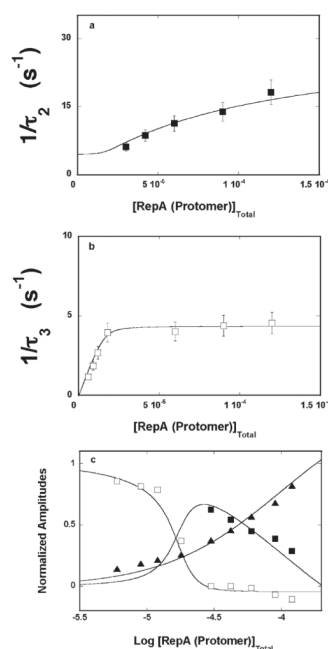 a
30
15
0
1/τ2 (s-1)
0 5 10-5 1 10-4 1.5 10-4
[RepA (Protomer)]Total
b
10
5
0
1/τ3 (s-1)
0 5 10-5 1 10-4 1.5 10-4
[RepA (Protomer)]Total
c
1
0.5
0
Normalized Amplitudes
-5.5 -5 -4.5 -4
Log [RepA (Protomer)]Total